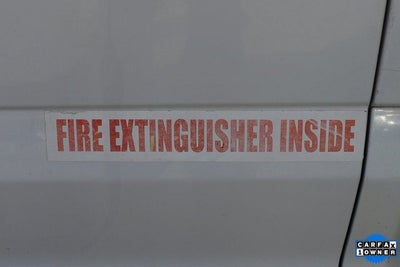 FIRE EXTINGUISHER INSIDE
CARFAX
1 OWNER